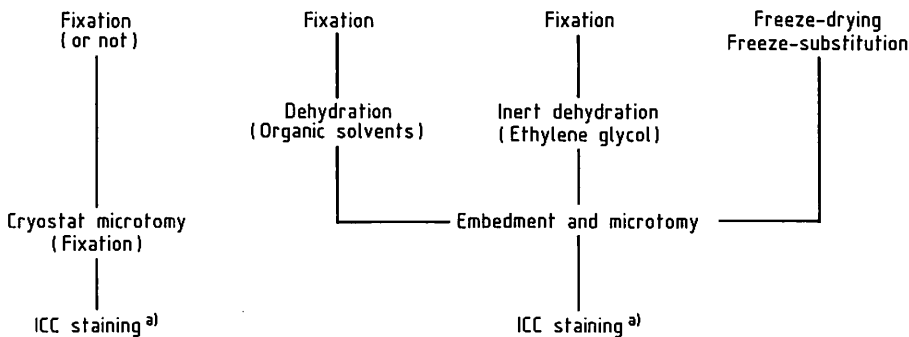 Fixation
(or not)
Fixation
Fixation
Freeze-drying
Freeze-substitution
Dehydration
(Organic solvents)
Inert dehydration
(Ethylene glycol)
Cryostat microtomy
(Fixation)
Embedment and microtomy
ICC staining a)
ICC staining a)